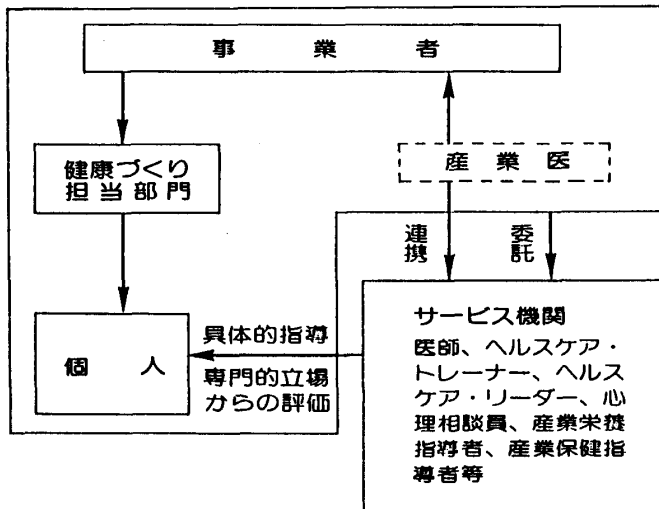 事業者
健康づくり
担当部門
産業医
連携
委託
個人
具体的指導
専門的立場
からの評価
サービス機関
医師、ヘルスケア・
トレーナー、ヘルス
ケア・リーダー、心
理相談員、産業栄養
指導者、産業保健指
導者等